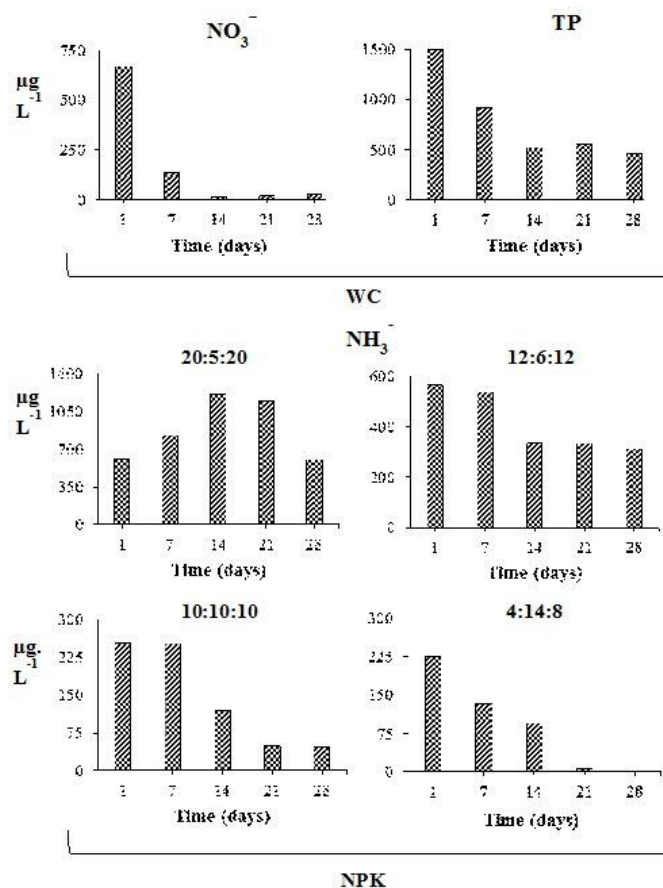 NO₃⁻ TP
µg L⁻¹
750
500
250
0
1 7 14 21 28
Time (days)
1500
1000
500
0
1 7 14 21 28
Time (days)
WC
NH₃⁻
20:5:20 12:6:12
µg L⁻¹
1400
1050
700
350
0
1 7 14 21 28
Time (days)
600
400
200
0
1 7 14 21 28
Time (days)
10:10:10 4:14:8
µg. L⁻¹
300
225
150
75
0
1 7 14 21 28
Time (days)
300
225
150
75
0
1 7 14 21 28
Time (days)
NPK